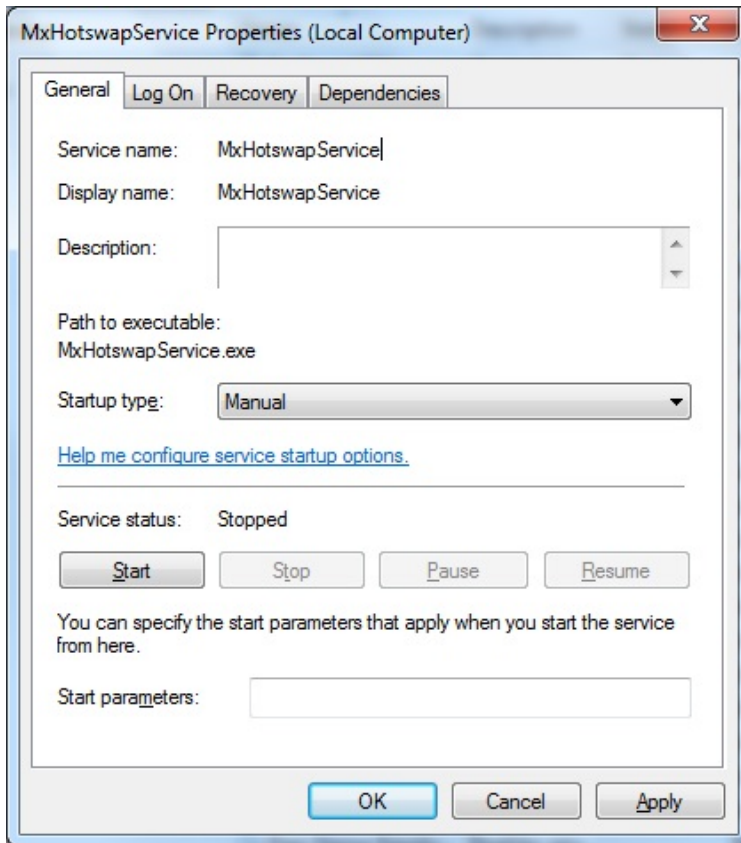 MxHotswapService Properties (Local Computer)
General Log On Recovery Dependencies
Service name: MxHotswapService
Display name: MxHotswapService
Description:
Path to executable:
MxHotswapService.exe
Startup type: Manual
Help me configure service startup options.
Service status: Stopped
Start Stop Pause Resume
You can specify the start parameters that apply when you start the service
from here.
Start parameters:
OK Cancel Apply